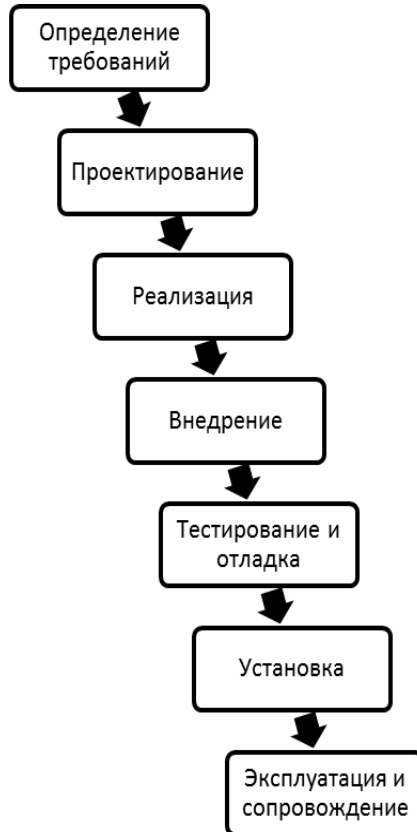 Определение
требований
Проектирование
Реализация
Внедрение
Тестирование и
отладка
Установка
Эксплуатация и
сопровождение